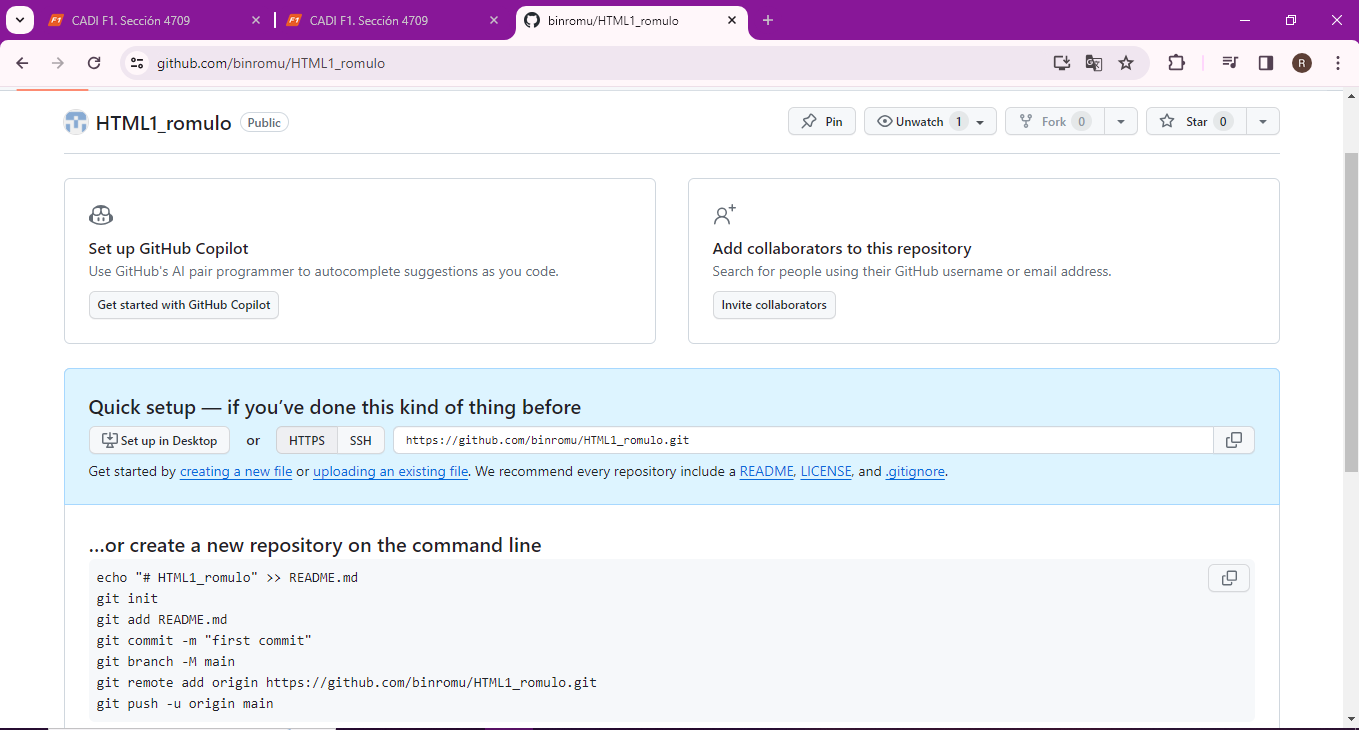 F1 CADI F1. Sección 4709
F1 CADI F1. Sección 4709
binromu/HTML1_romulo
github.com/binromu/HTML1_romulo
R
HTML1_romulo Public
Pin
Unwatch 1
Fork 0
Star 0
Set up GitHub Copilot
Use GitHub's AI pair programmer to autocomplete suggestions as you code.
Get started with GitHub Copilot
Add collaborators to this repository
Search for people using their GitHub username or email address.
Invite collaborators
Quick setup — if you’ve done this kind of thing before
Set up in Desktop or HTTPS SSH https://github.com/binromu/HTML1_romulo.git
Get started by creating a new file or uploading an existing file. We recommend every repository include a README, LICENSE, and .gitignore.
…or create a new repository on the command line
echo "# HTML1_romulo" >> README.md
git init
git add README.md
git commit -m "first commit"
git branch -M main
git remote add origin https://github.com/binromu/HTML1_romulo.git
git push -u origin main